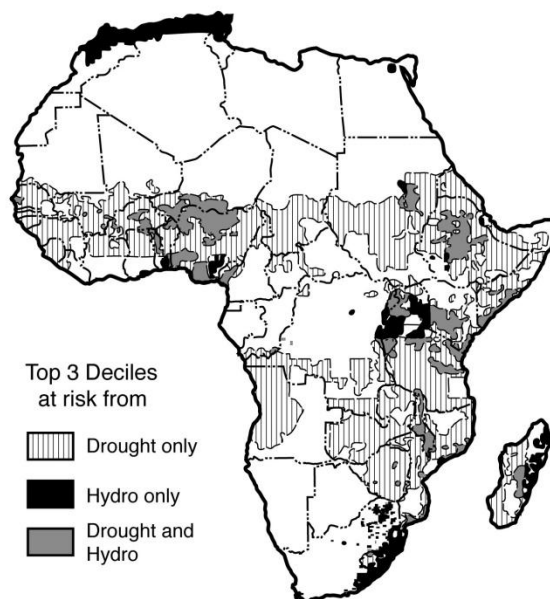 Top 3 Deciles
at risk from
Drought only
Hydro only
Drought and
Hydro